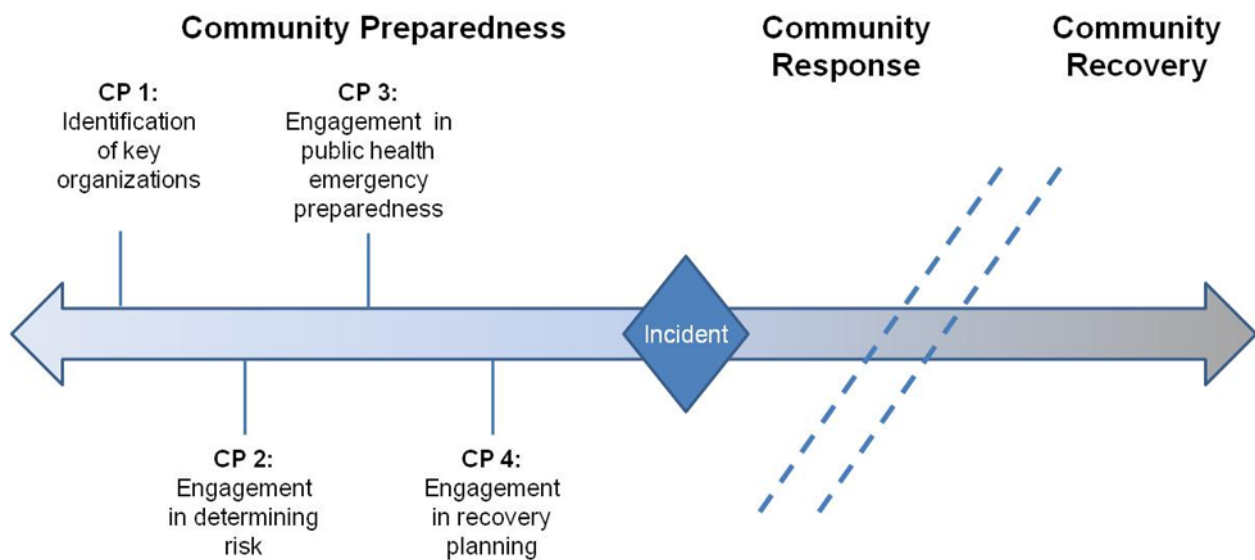 Community Preparedness
Community
Response
Community
Recovery
CP 1:
Identification
of key
organizations
CP 3:
Engagement in
public health
emergency
preparedness
Incident
CP 2:
Engagement
in determining
risk
CP 4:
Engagement
in recovery
planning